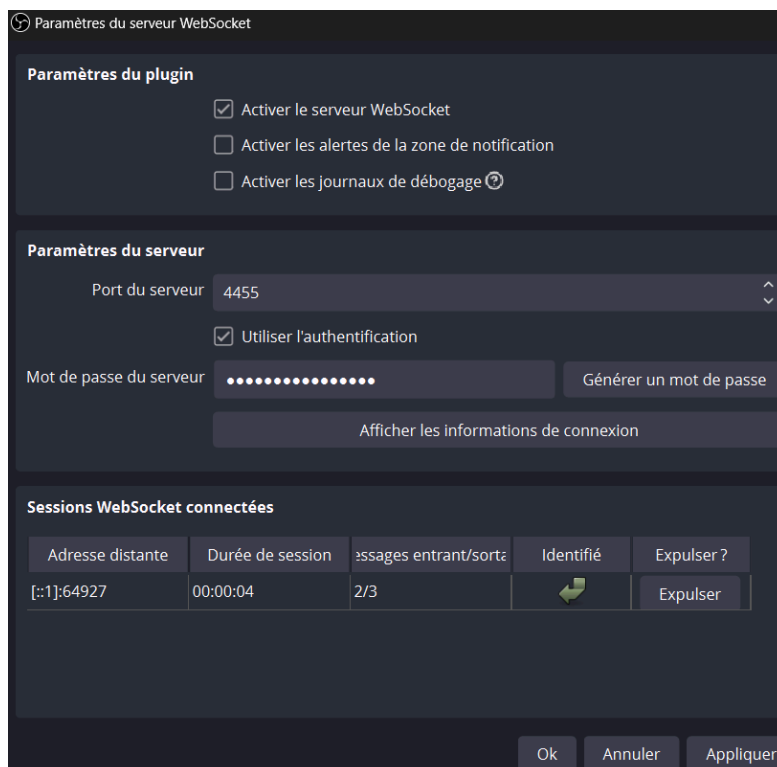 Paramètres du serveur WebSocket
Paramètres du plugin
Activer le serveur WebSocket
Activer les alertes de la zone de notification
Activer les journaux de débogage
Paramètres du serveur
Port du serveur 4455
Utiliser l'authentification
Mot de passe du serveur ●●●●●●●●●●●●●●●● Générer un mot de passe
Afficher les informations de connexion
Sessions WebSocket connectées
Adresse distante Durée de session essages entrant/sorta Identifié Expulser ?
[::1]:64927 00:00:04 2/3 Expulser
Ok Annuler Appliquer